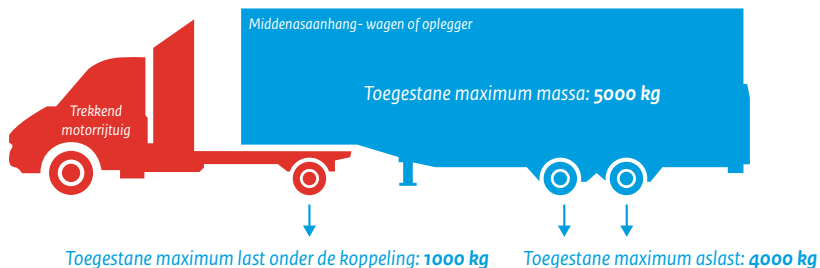 Middenasaanhang- wagen of oplegger
Toegestane maximum massa: 5000 kg
Trekkend
motorrijtuig
Toegestane maximum last onder de koppeling: 1000 kg
Toegestane maximum aslast: 4000 kg